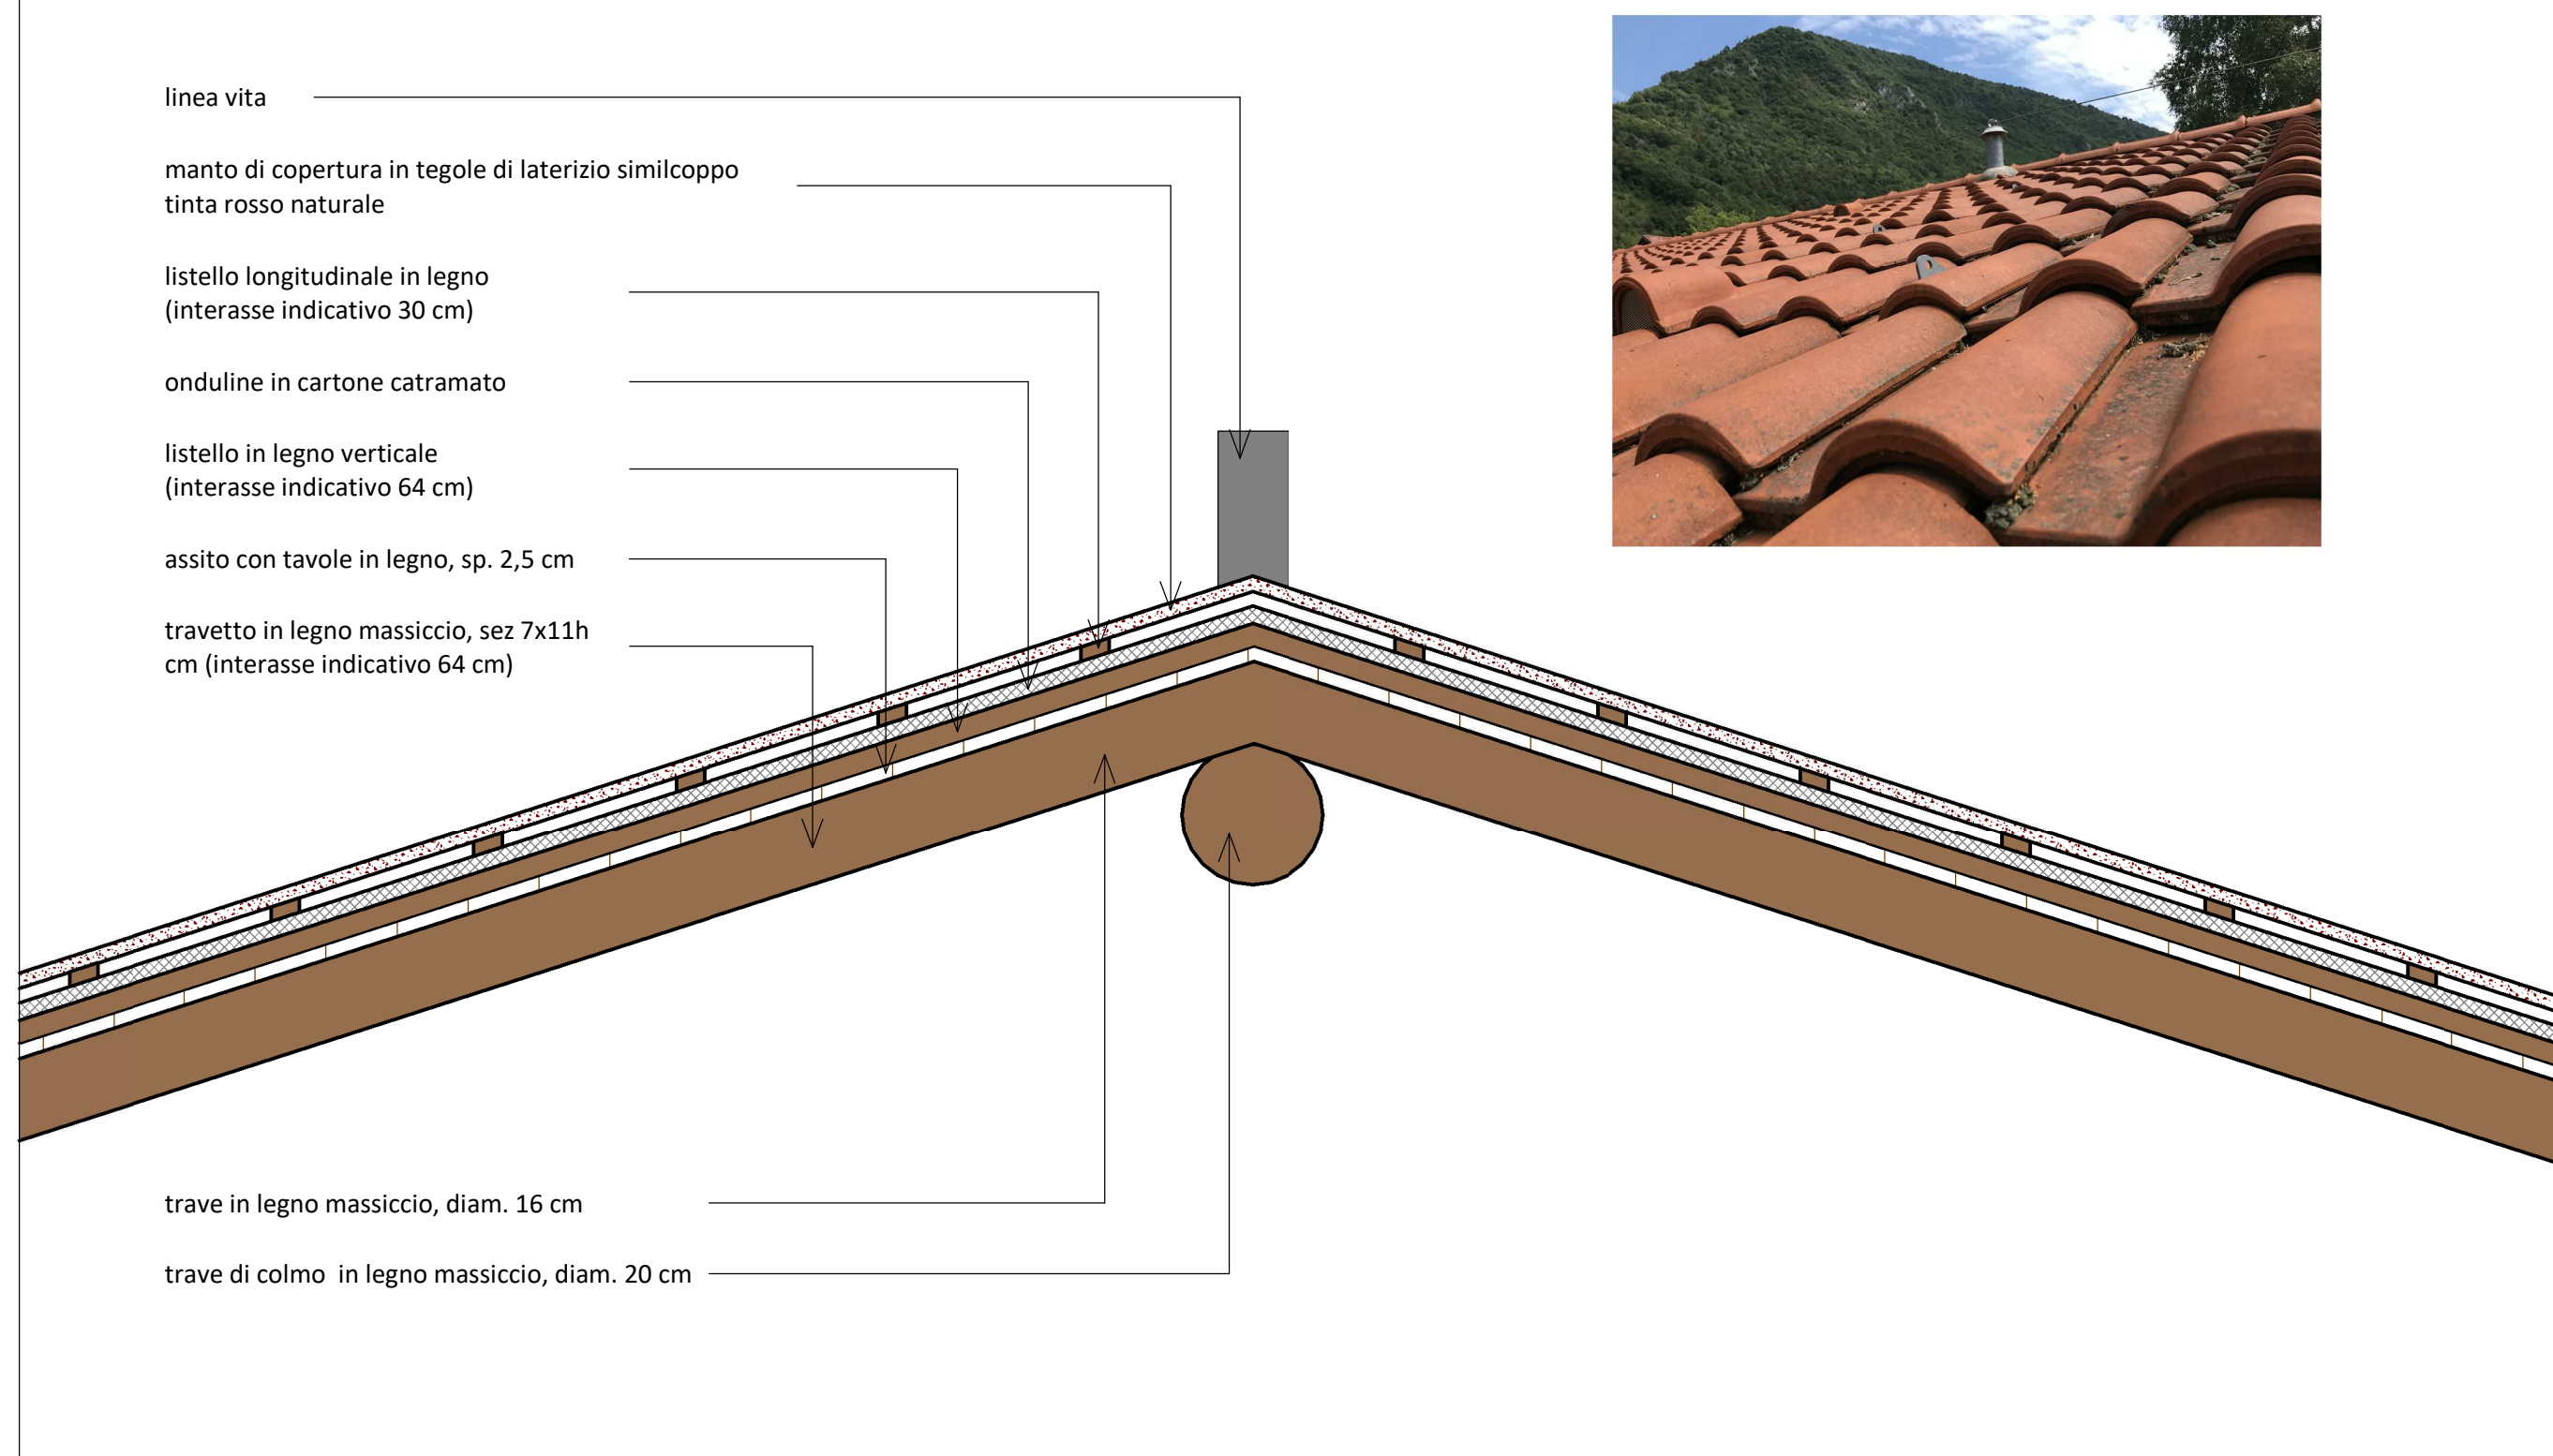 linea vita
manto di copertura in tegole di laterizio similcoppo
tinta rosso naturale
listello longitudinale in legno
(interasse indicativo 30 cm)
onduline in cartone catramato
listello in legno verticale
(interasse indicativo 64 cm)
assito con tavole in legno, sp. 2,5 cm
travetto in legno massiccio, sez 7x11h
cm (interasse indicativo 64 cm)
trave in legno massiccio, diam. 16 cm
trave di colmo  in legno massiccio, diam. 20 cm